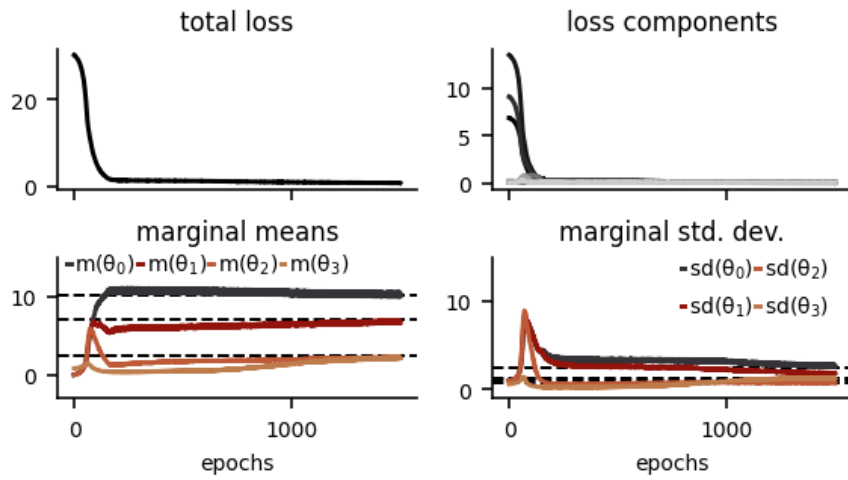 total loss
20
0
loss components
10
5
0
marginal means
m(θ₀) m(θ₁) m(θ₂) m(θ₃)
10
0
0 1000
epochs
marginal std. dev.
sd(θ₀) sd(θ₂)
sd(θ₁) sd(θ₃)
10
0
0 1000
epochs